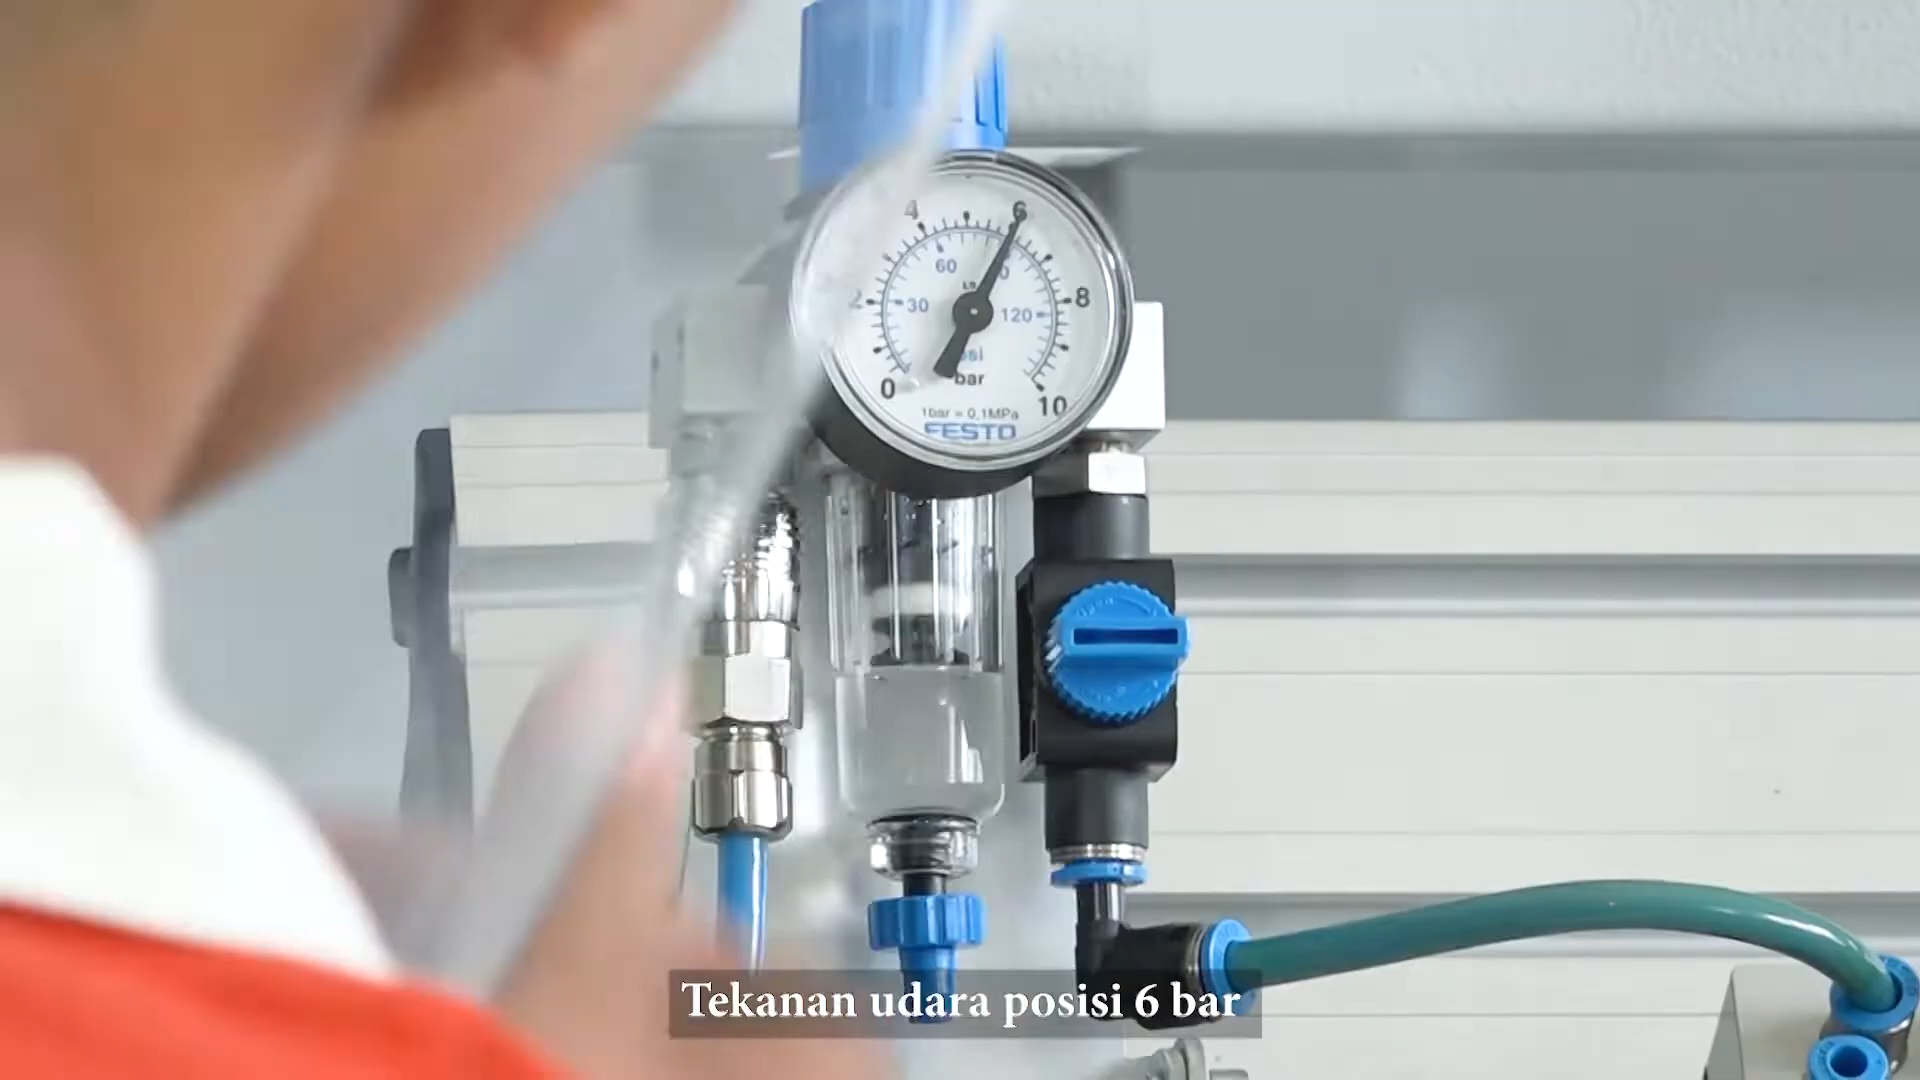 4
6
60
2
30
8
120
psi
bar
0
10
1bar = 0,1MPa
FESTO
Tekanan udara posisi 6 bar